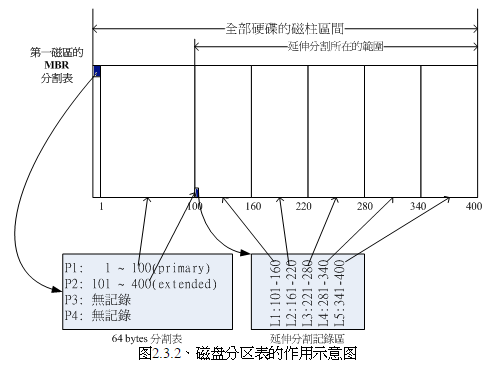 全部硬碟的磁柱區間
延伸分割所在的範圍
第一磁區的
MBR
分割表
1 100 160 220 280 340 400
P1: 1 ~ 100(primary)
P2: 101 ~ 400(extended)
P3: 無記錄
P4: 無記錄
L1:101-160
L2:161-220
L3:221-280
L4:281-340
L5:341-400
64 bytes 分割表
延伸分割記錄區
图2.3.2、磁盘分区表的作用示意图